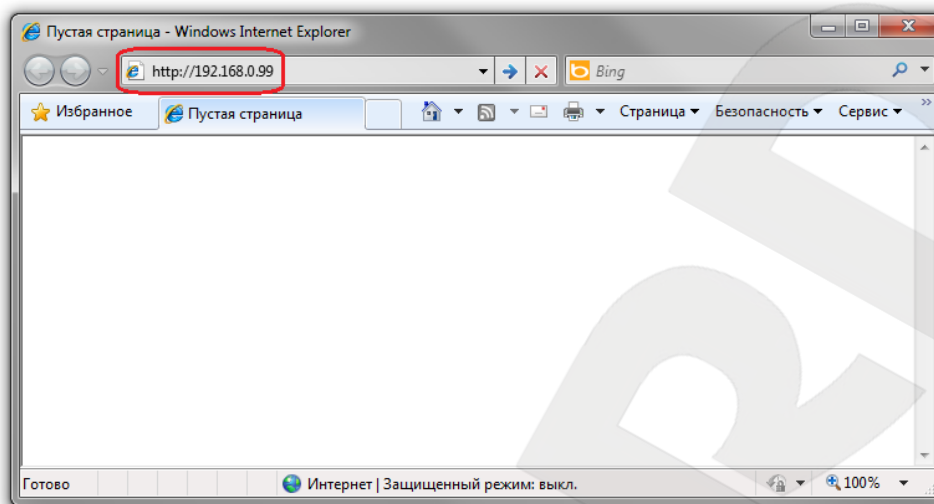 Пустая страница - Windows Internet Explorer
http://192.168.0.99
Bing
Избранное
Пустая страница
Страница
Безопасность
Сервис
»
Готово
Интернет | Защищенный режим: выкл.
100%